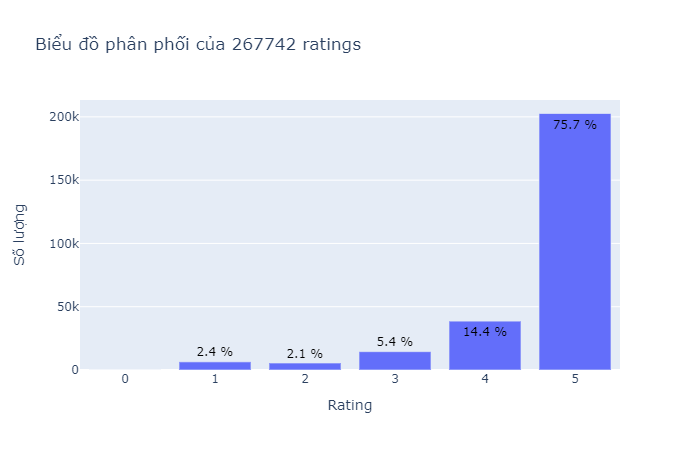 Biểu đồ phân phối của 267742 ratings
200k
150k
100k
50k
0
Số lượng
2.4 %
2.1 %
5.4 %
14.4 %
75.7 %
0 1 2 3 4 5
Rating